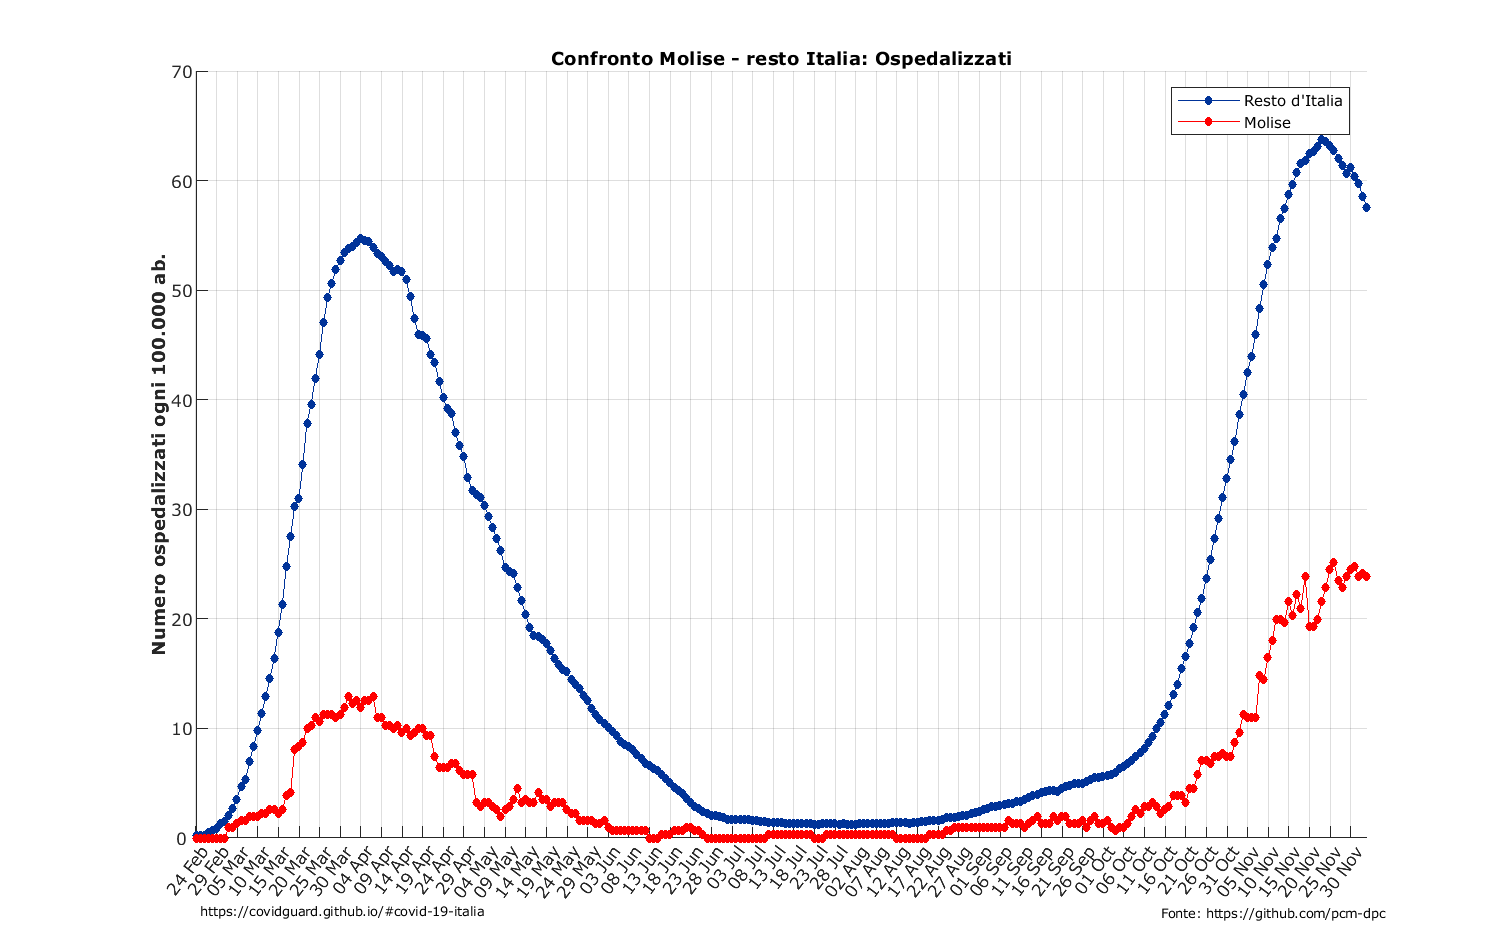 Confronto Molise - resto Italia: Ospedalizzati
Resto d'Italia
Molise
Numero ospedalizzati ogni 100.000 ab.
70
60
50
40
30
20
10
0
24 Feb
29 Feb
05 Mar
10 Mar
15 Mar
20 Mar
25 Mar
30 Mar
04 Apr
09 Apr
14 Apr
19 Apr
24 Apr
29 Apr
04 May
09 May
14 May
19 May
24 May
29 May
03 Jun
08 Jun
13 Jun
18 Jun
23 Jun
28 Jun
03 Jul
08 Jul
13 Jul
18 Jul
23 Jul
28 Jul
02 Aug
07 Aug
12 Aug
17 Aug
22 Aug
27 Aug
01 Sep
06 Sep
11 Sep
16 Sep
21 Sep
26 Sep
01 Oct
06 Oct
11 Oct
16 Oct
21 Oct
26 Oct
31 Oct
05 Nov
10 Nov
15 Nov
20 Nov
25 Nov
30 Nov
https://covidguard.github.io/#covid-19-italia
Fonte: https://github.com/pcm-dpc